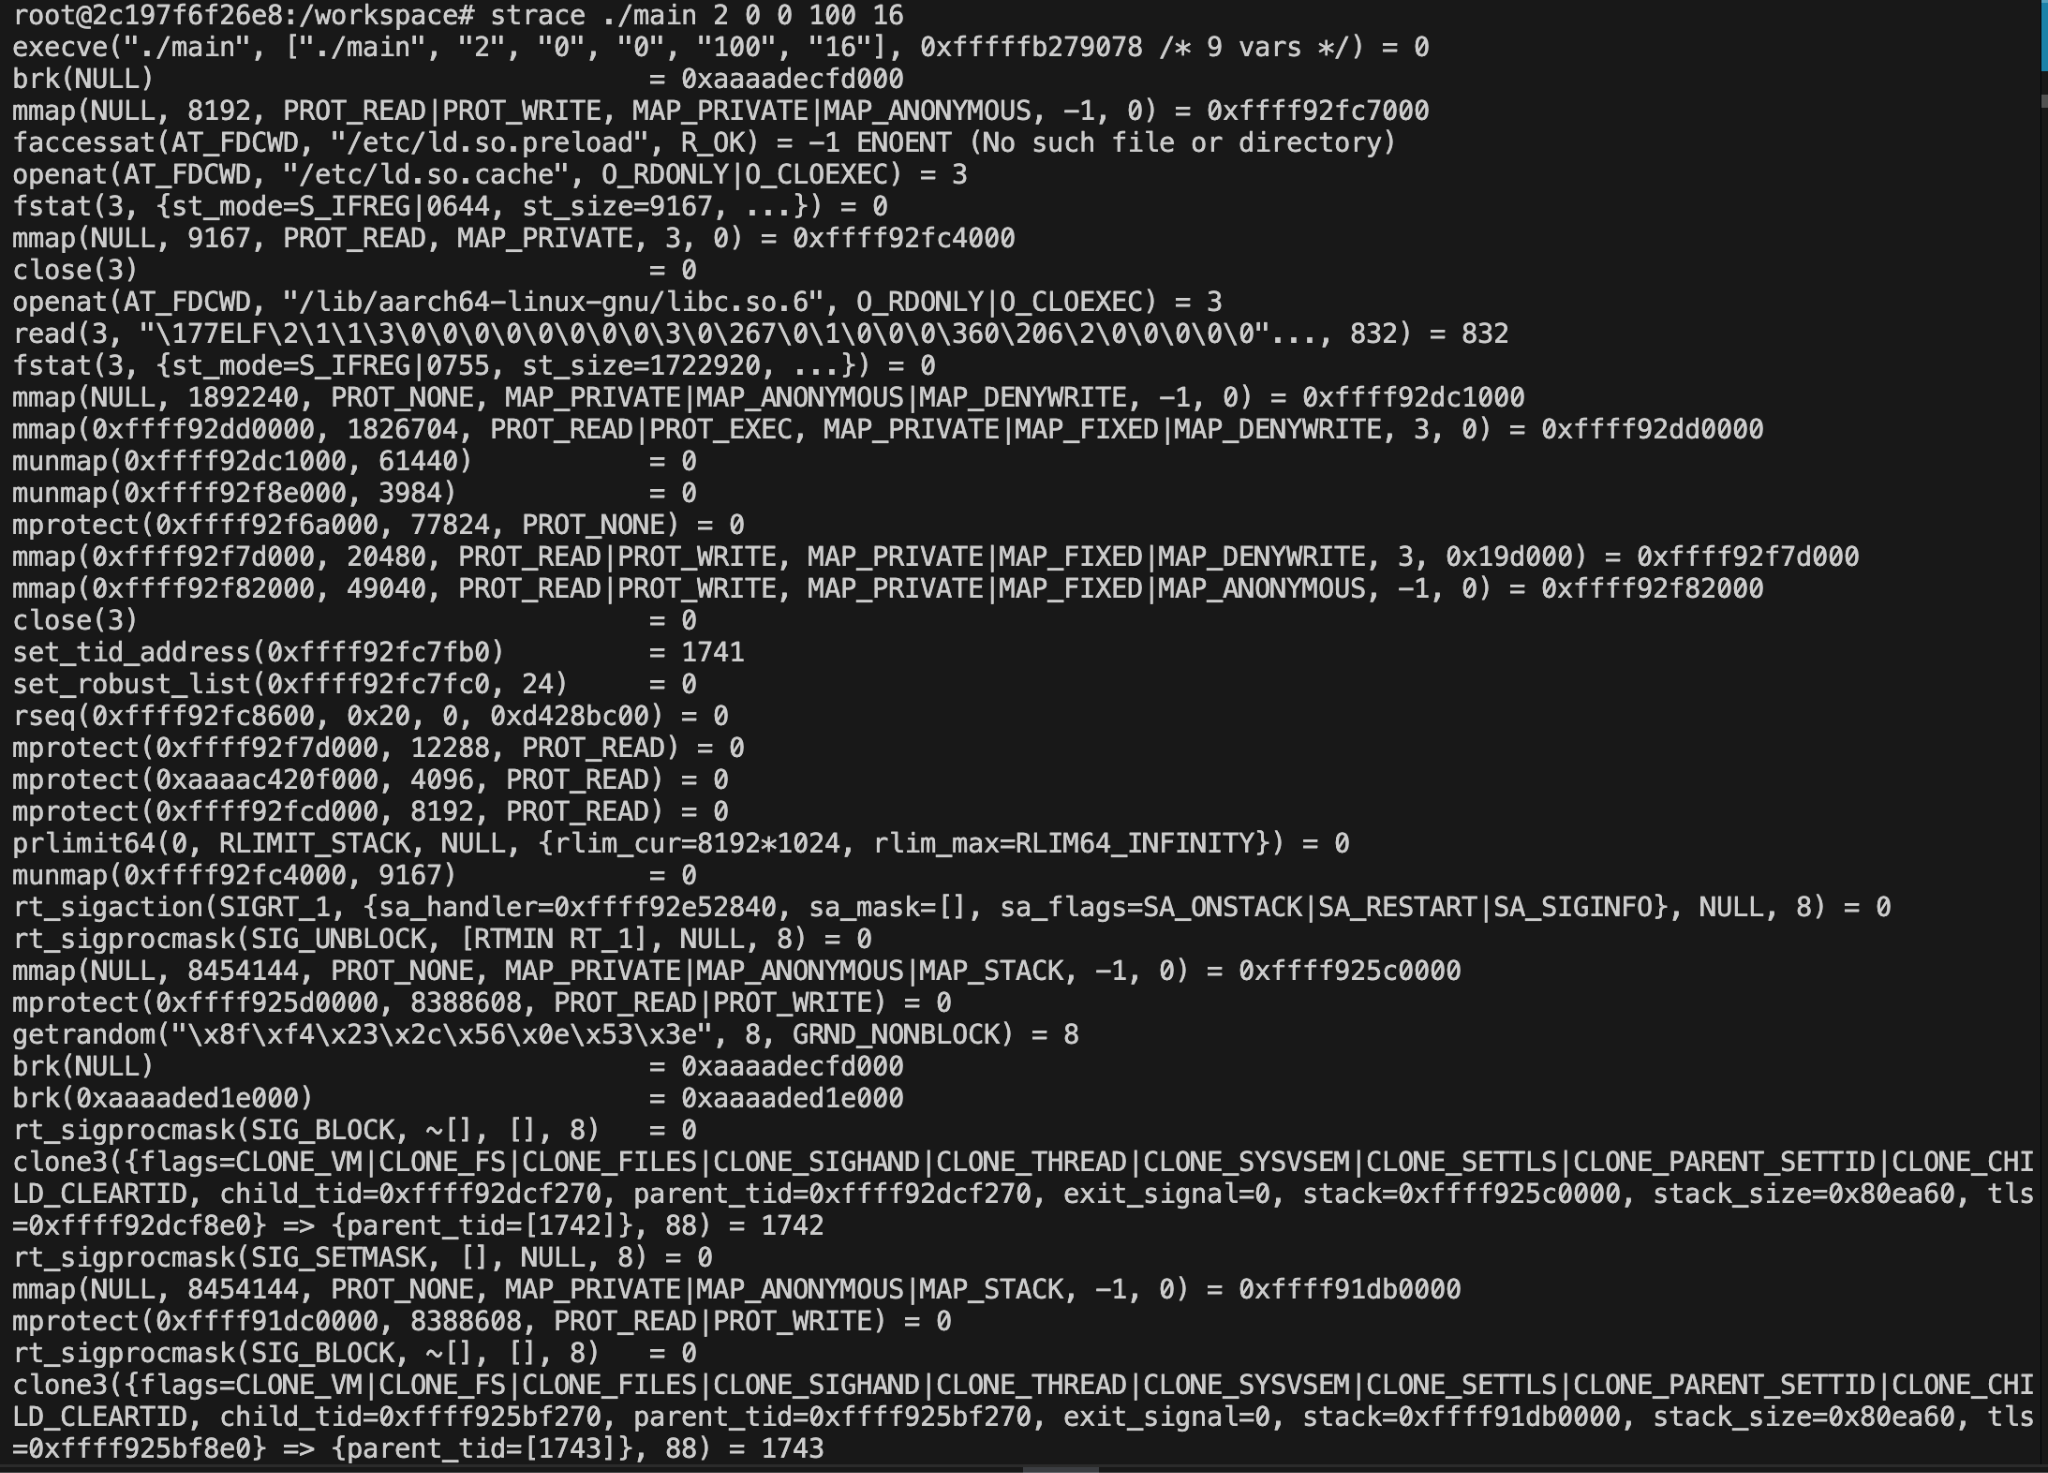 root@2c197f6f26e8:/workspace# strace ./main 2 0 0 100 16
execve("./main", ["./main", "2", "0", "0", "100", "16"], 0xfffffb279078 /* 9 vars */) = 0
brk(NULL)                               = 0xaaaadecfd000
mmap(NULL, 8192, PROT_READ|PROT_WRITE, MAP_PRIVATE|MAP_ANONYMOUS, -1, 0) = 0xffff92fc7000
faccessat(AT_FDCWD, "/etc/ld.so.preload", R_OK) = -1 ENOENT (No such file or directory)
openat(AT_FDCWD, "/etc/ld.so.cache", O_RDONLY|O_CLOEXEC) = 3
fstat(3, {st_mode=S_IFREG|0644, st_size=9167, ...}) = 0
mmap(NULL, 9167, PROT_READ, MAP_PRIVATE, 3, 0) = 0xffff92fc4000
close(3)                                = 0
openat(AT_FDCWD, "/lib/aarch64-linux-gnu/libc.so.6", O_RDONLY|O_CLOEXEC) = 3
read(3, "\177ELF\2\1\1\3\0\0\0\0\0\0\0\0\3\0\267\0\1\0\0\0\360\206\2\0\0\0\0\0"..., 832) = 832
fstat(3, {st_mode=S_IFREG|0755, st_size=1722920, ...}) = 0
mmap(NULL, 1892240, PROT_NONE, MAP_PRIVATE|MAP_ANONYMOUS|MAP_DENYWRITE, -1, 0) = 0xffff92dc1000
mmap(0xffff92dd0000, 1826704, PROT_READ|PROT_EXEC, MAP_PRIVATE|MAP_FIXED|MAP_DENYWRITE, 3, 0) = 0xffff92dd0000
munmap(0xffff92dc1000, 61440)           = 0
munmap(0xffff92f8e000, 3984)            = 0
mprotect(0xffff92f6a000, 77824, PROT_NONE) = 0
mmap(0xffff92f7d000, 20480, PROT_READ|PROT_WRITE, MAP_PRIVATE|MAP_FIXED|MAP_DENYWRITE, 3, 0x19d000) = 0xffff92f7d000
mmap(0xffff92f82000, 49040, PROT_READ|PROT_WRITE, MAP_PRIVATE|MAP_FIXED|MAP_ANONYMOUS, -1, 0) = 0xffff92f82000
close(3)                                = 0
set_tid_address(0xffff92fc7fb0)         = 1741
set_robust_list(0xffff92fc7fc0, 24)     = 0
rseq(0xffff92fc8600, 0x20, 0, 0xd428bc00) = 0
mprotect(0xffff92f7d000, 12288, PROT_READ) = 0
mprotect(0xaaaac420f000, 4096, PROT_READ) = 0
mprotect(0xffff92fcd000, 8192, PROT_READ) = 0
prlimit64(0, RLIMIT_STACK, NULL, {rlim_cur=8192*1024, rlim_max=RLIM64_INFINITY}) = 0
munmap(0xffff92fc4000, 9167)            = 0
rt_sigaction(SIGRT_1, {sa_handler=0xffff92e52840, sa_mask=[], sa_flags=SA_ONSTACK|SA_RESTART|SA_SIGINFO}, NULL, 8) = 0
rt_sigprocmask(SIG_UNBLOCK, [RTMIN RT_1], NULL, 8) = 0
mmap(NULL, 8454144, PROT_NONE, MAP_PRIVATE|MAP_ANONYMOUS|MAP_STACK, -1, 0) = 0xffff925c0000
mprotect(0xffff925d0000, 8388608, PROT_READ|PROT_WRITE) = 0
getrandom("\x8f\xf4\x23\x2c\x56\x0e\x53\x3e", 8, GRND_NONBLOCK) = 8
brk(NULL)                               = 0xaaaadecfd000
brk(0xaaaaded1e000)                     = 0xaaaaded1e000
rt_sigprocmask(SIG_BLOCK, ~[], [], 8)   = 0
clone3({flags=CLONE_VM|CLONE_FS|CLONE_FILES|CLONE_SIGHAND|CLONE_THREAD|CLONE_SYSVSEM|CLONE_SETTLS|CLONE_PARENT_SETTID|CLONE_CHI
LD_CLEARTID, child_tid=0xffff92dcf270, parent_tid=0xffff92dcf270, exit_signal=0, stack=0xffff925c0000, stack_size=0x80ea60, tls
=0xffff92dcf8e0} => {parent_tid=[1742]}, 88) = 1742
rt_sigprocmask(SIG_SETMASK, [], NULL, 8) = 0
mmap(NULL, 8454144, PROT_NONE, MAP_PRIVATE|MAP_ANONYMOUS|MAP_STACK, -1, 0) = 0xffff91db0000
mprotect(0xffff91dc0000, 8388608, PROT_READ|PROT_WRITE) = 0
rt_sigprocmask(SIG_BLOCK, ~[], [], 8)   = 0
clone3({flags=CLONE_VM|CLONE_FS|CLONE_FILES|CLONE_SIGHAND|CLONE_THREAD|CLONE_SYSVSEM|CLONE_SETTLS|CLONE_PARENT_SETTID|CLONE_CHI
LD_CLEARTID, child_tid=0xffff925bf270, parent_tid=0xffff925bf270, exit_signal=0, stack=0xffff91db0000, stack_size=0x80ea60, tls
=0xffff925bf8e0} => {parent_tid=[1743]}, 88) = 1743